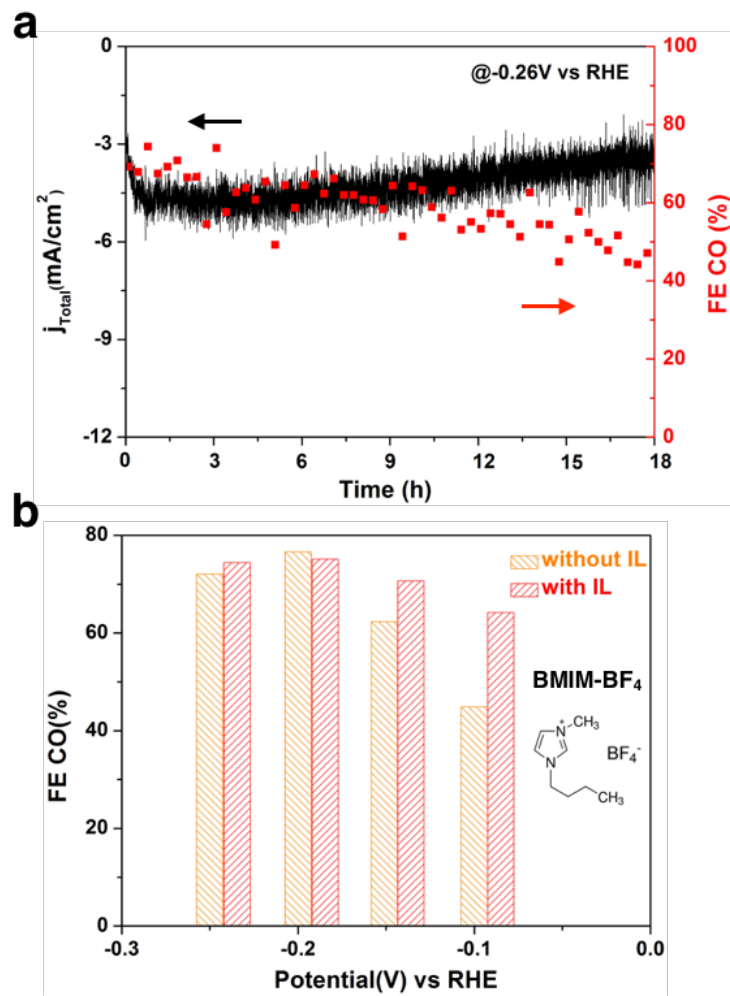 a
@-0.26V vs RHE
0
-3
-6
-9
-12
j_Total(mA/cm²)
100
80
60
40
20
0
FE CO (%)
0 3 6 9 12 15 18
Time (h)
b
80
60
40
20
0
FE CO(%)
without IL
with IL
BMIM-BF₄
CH₃
N⁺
N
BF₄⁻
CH₃
-0.3 -0.2 -0.1 0.0
Potential(V) vs RHE